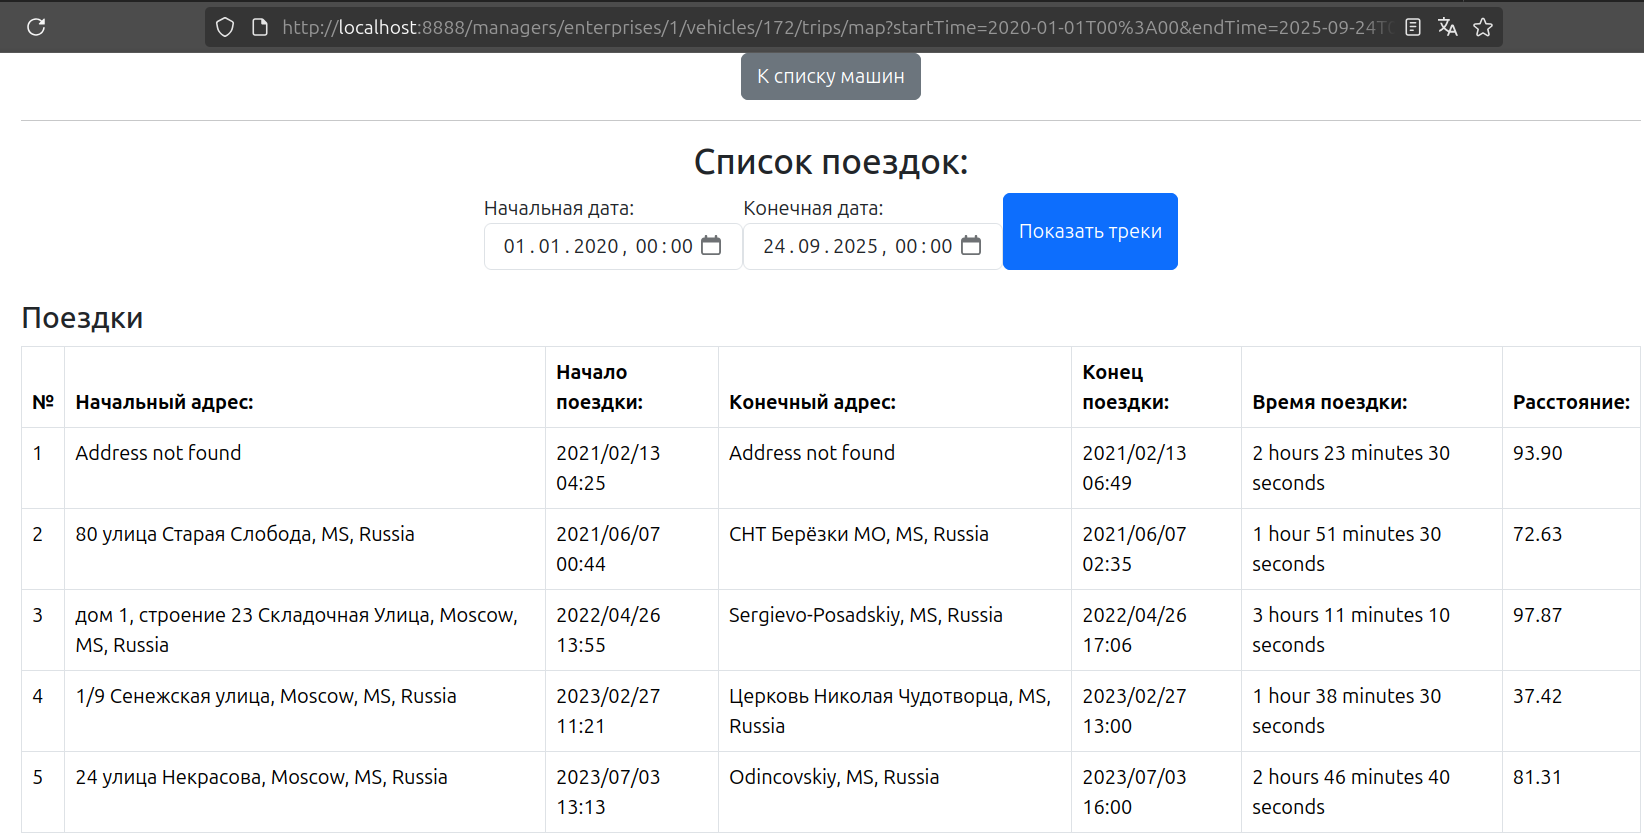 http://localhost:8888/managers/enterprises/1/vehicles/172/trips/map?startTime=2020-01-01T00%3A00&endTime=2025-09-24T
К списку машин
Список поездок:
Начальная дата: Конечная дата:
01.01.2020, 00:00 24.09.2025, 00:00 Показать треки
Поездки
№ Начальный адрес: Начало поездки: Конечный адрес: Конец поездки: Время поездки: Расстояние:
1 Address not found 2021/02/13 04:25 Address not found 2021/02/13 06:49 2 hours 23 minutes 30 seconds 93.90
2 80 улица Старая Слобода, MS, Russia 2021/06/07 00:44 СНТ Берёзки МО, MS, Russia 2021/06/07 02:35 1 hour 51 minutes 30 seconds 72.63
3 дом 1, строение 23 Складочная Улица, Moscow, MS, Russia 2022/04/26 13:55 Sergievo-Posadskiy, MS, Russia 2022/04/26 17:06 3 hours 11 minutes 10 seconds 97.87
4 1/9 Сенежская улица, Moscow, MS, Russia 2023/02/27 11:21 Церковь Николая Чудотворца, MS, Russia 2023/02/27 13:00 1 hour 38 minutes 30 seconds 37.42
5 24 улица Некрасова, Moscow, MS, Russia 2023/07/03 13:13 Odincovskiy, MS, Russia 2023/07/03 16:00 2 hours 46 minutes 40 seconds 81.31